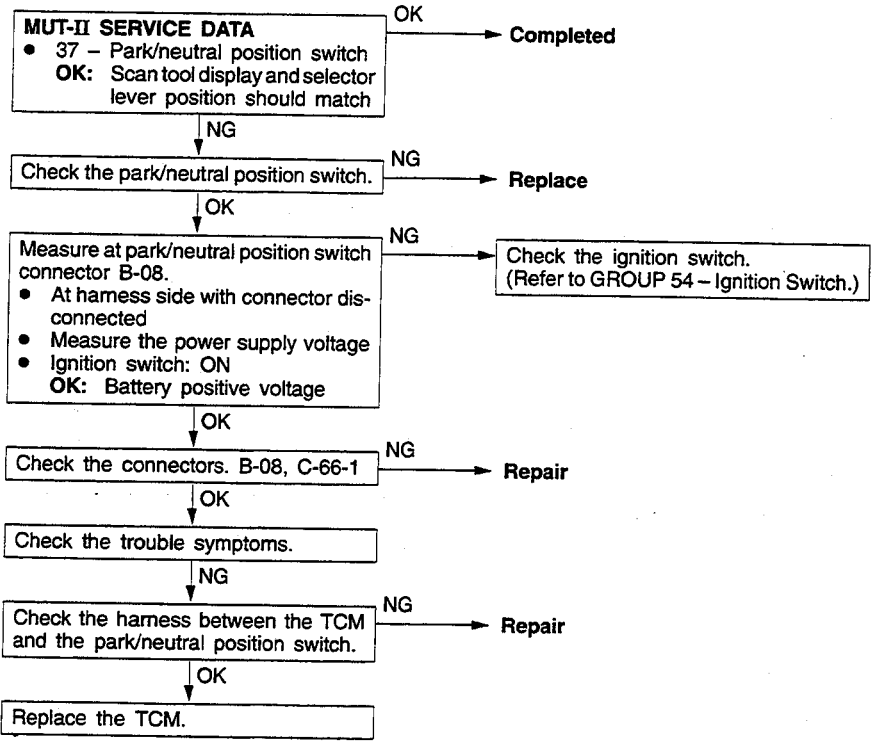 MUT-II SERVICE DATA
● 37 – Park/neutral position switch
OK: Scan tool display and selector
lever position should match
OK
Completed
NG
Check the park/neutral position switch.
NG
Replace
OK
Measure at park/neutral position switch
connector B-08.
● At harness side with connector dis-
connected
● Measure the power supply voltage
● Ignition switch: ON
OK: Battery positive voltage
NG
Check the ignition switch.
(Refer to GROUP 54 – Ignition Switch.)
OK
Check the connectors. B-08, C-66-1
NG
Repair
OK
Check the trouble symptoms.
NG
Check the harness between the TCM
and the park/neutral position switch.
NG
Repair
OK
Replace the TCM.